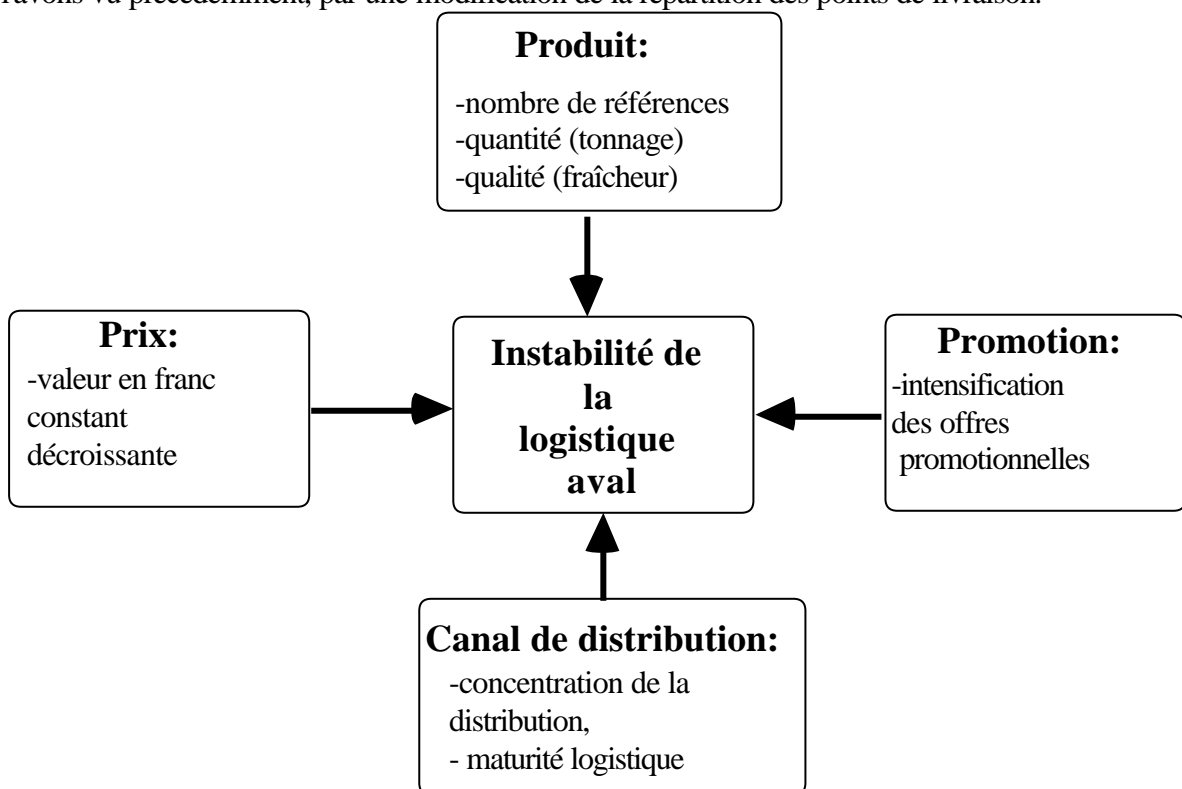 l'avons vu précédemment, par une modification de la répartition des points de livraison.
Produit:
-nombre de références
-quantité (tonnage)
-qualité (fraîcheur)
Prix:
-valeur en franc
constant
décroissante
Instabilité de
la
logistique
aval
Promotion:
-intensification
des offres
promotionnelles
Canal de distribution:
-concentration de la
distribution,
- maturité logistique